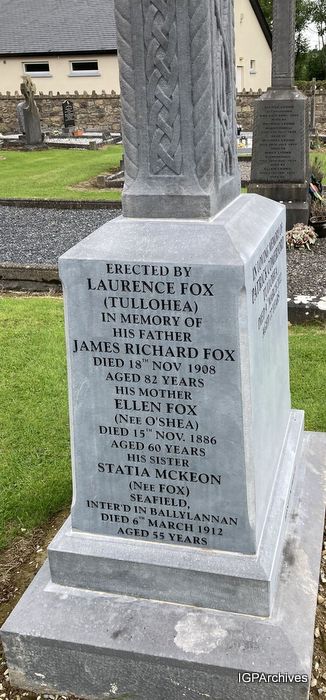 ERECTED BY
LAURENCE FOX
(TULLOHEA)
IN MEMORY OF
HIS FATHER
JAMES RICHARD FOX
DIED 18TH NOV 1908
AGED 82 YEARS
HIS MOTHER
ELLEN FOX
(NEE O'SHEA)
DIED 15TH NOV. 1886
AGED 60 YEARS
HIS SISTER
STATIA MCKEON
(NEE FOX)
SEAFIELD,
INTER'D IN BALLYLANNAN
DIED 6TH MARCH 1912
AGED 55 YEARS
IGPArchives